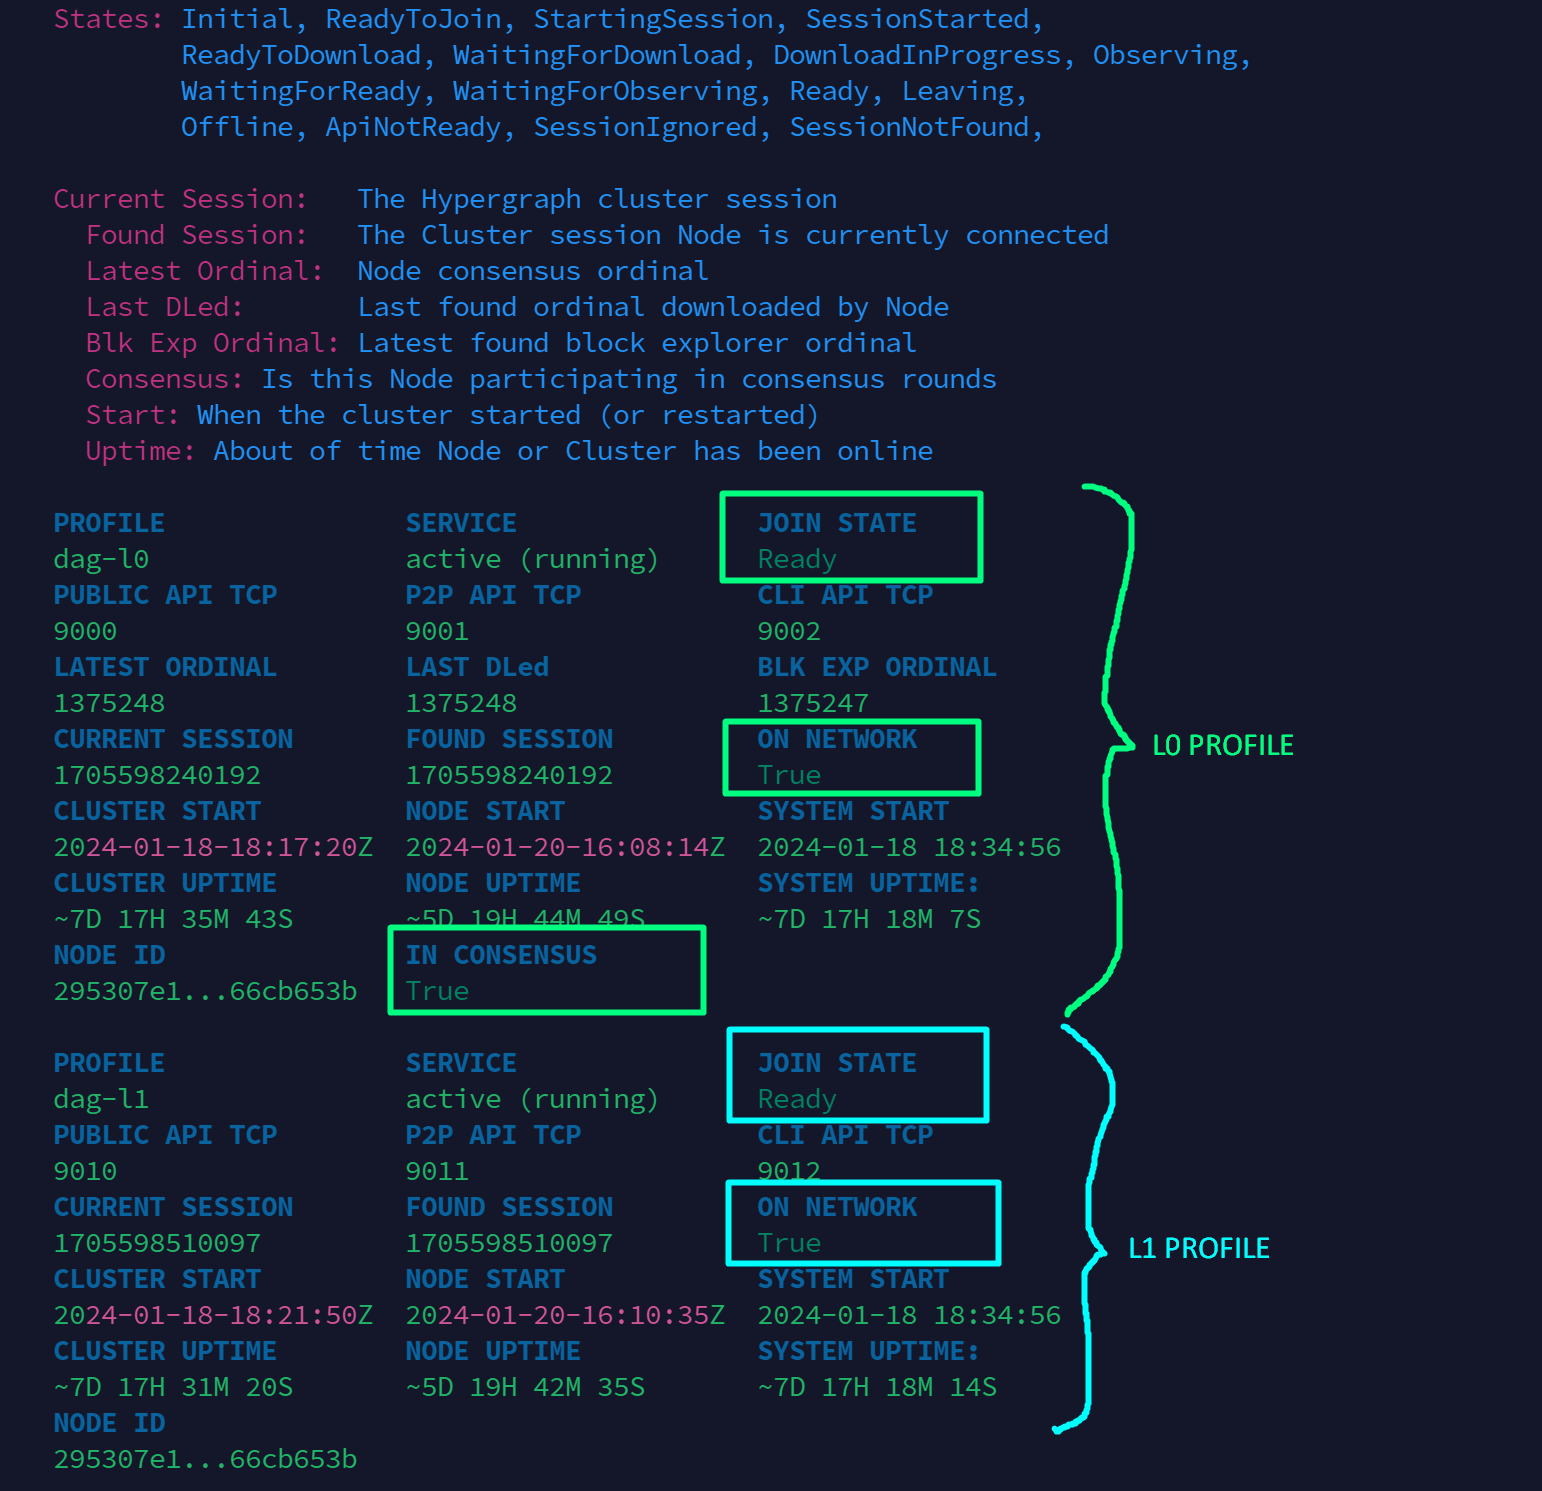 States: Initial, ReadyToJoin, StartingSession, SessionStarted,
ReadyToDownload, WaitingForDownload, DownloadInProgress, Observing,
WaitingForReady, WaitingForObserving, Ready, Leaving,
Offline, ApiNotReady, SessionIgnored, SessionNotFound,
Current Session: The Hypergraph cluster session
Found Session: The Cluster session Node is currently connected
Latest Ordinal: Node consensus ordinal
Last DLed: Last found ordinal downloaded by Node
Blk Exp Ordinal: Latest found block explorer ordinal
Consensus: Is this Node participating in consensus rounds
Start: When the cluster started (or restarted)
Uptime: About of time Node or Cluster has been online
PROFILE SERVICE JOIN STATE
dag-l0 active (running) Ready
PUBLIC API TCP P2P API TCP CLI API TCP
9000 9001 9002
LATEST ORDINAL LAST DLed BLK EXP ORDINAL
1375248 1375248 1375247
CURRENT SESSION FOUND SESSION ON NETWORK
L0 PROFILE
1705598240192 1705598240192 True
CLUSTER START NODE START SYSTEM START
2024-01-18-18:17:20Z 2024-01-20-16:08:14Z 2024-01-18 18:34:56
CLUSTER UPTIME NODE UPTIME SYSTEM UPTIME:
~7D 17H 35M 43S ~5D 19H 44M 49S ~7D 17H 18M 7S
NODE ID IN CONSENSUS
295307e1...66cb653b True
PROFILE SERVICE JOIN STATE
dag-l1 active (running) Ready
PUBLIC API TCP P2P API TCP CLI API TCP
9010 9011 9012
CURRENT SESSION FOUND SESSION ON NETWORK
1705598510097 1705598510097 True
L1 PROFILE
CLUSTER START NODE START SYSTEM START
2024-01-18-18:21:50Z 2024-01-20-16:10:35Z 2024-01-18 18:34:56
CLUSTER UPTIME NODE UPTIME SYSTEM UPTIME:
~7D 17H 31M 20S ~5D 19H 42M 35S ~7D 17H 18M 14S
NODE ID
295307e1...66cb653b